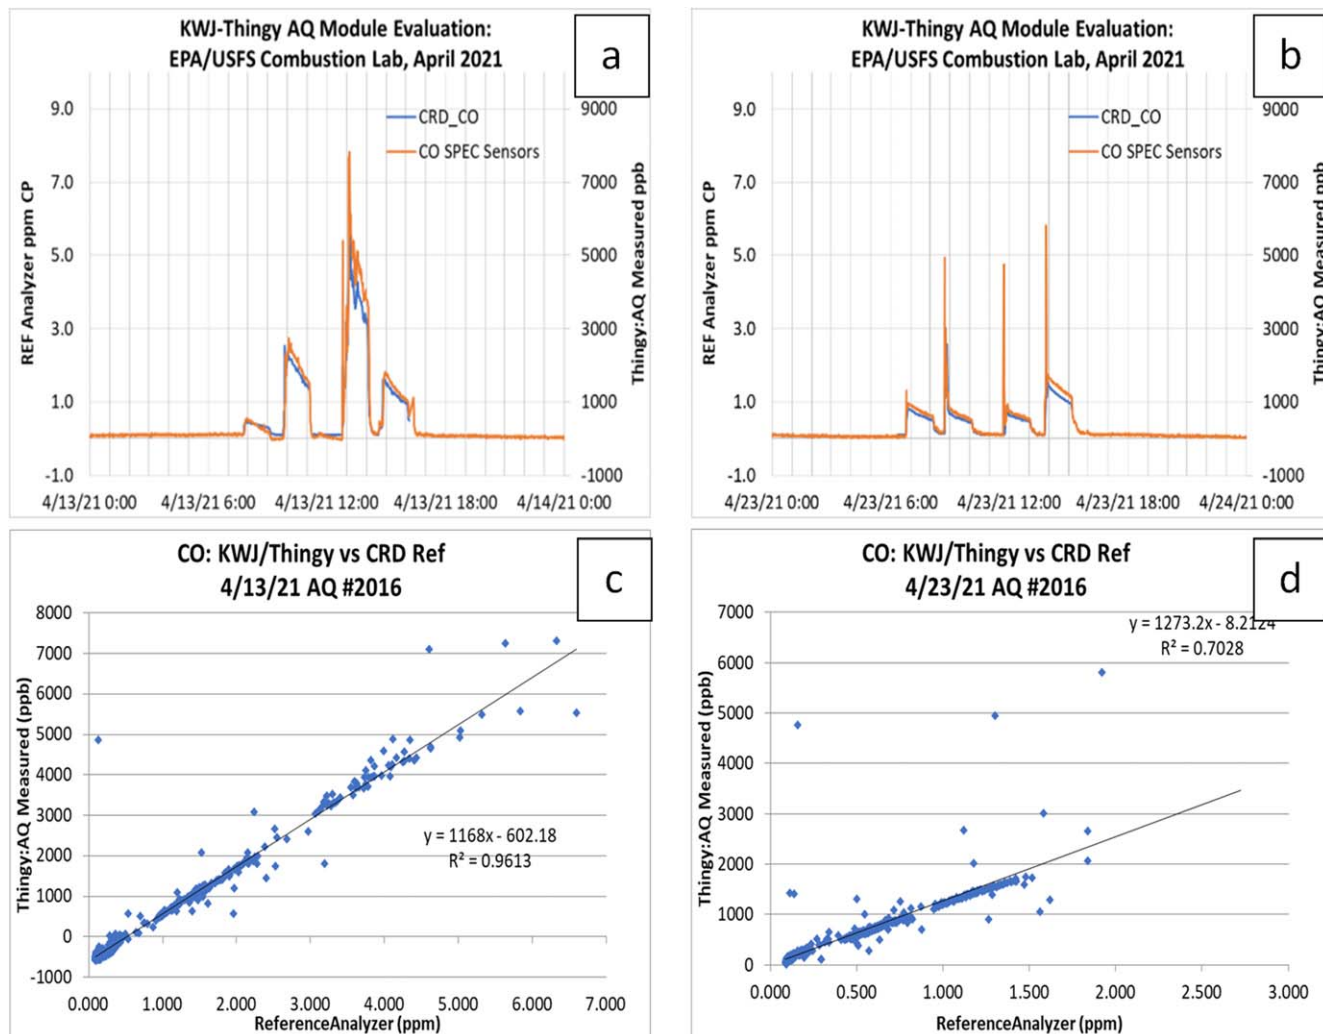 KWJ-Thingy AQ Module Evaluation:
EPA/USFS Combustion Lab, April 2021
a
CRD_CO
CO SPEC Sensors
REF Analyzer ppm CP
Thingy:AQ Measured ppb
9.0
7.0
5.0
3.0
1.0
-1.0
9000
7000
5000
3000
1000
-1000
4/13/21 0:00
4/13/21 6:00
4/13/21 12:00
4/13/21 18:00
4/14/21 0:00
KWJ-Thingy AQ Module Evaluation:
EPA/USFS Combustion Lab, April 2021
b
CRD_CO
CO SPEC Sensors
REF Analyzer ppm CP
Thingy:AQ Measured ppb
9.0
7.0
5.0
3.0
1.0
-1.0
9000
7000
5000
3000
1000
-1000
4/23/21 0:00
4/23/21 6:00
4/23/21 12:00
4/23/21 18:00
4/24/21 0:00
CO: KWJ/Thingy vs CRD Ref
4/13/21 AQ #2016
c
Thingy:AQ Measured (ppb)
8000
7000
6000
5000
4000
3000
2000
1000
0
-1000
y = 1168x - 602.18
R² = 0.9613
0.000
1.000
2.000
3.000
4.000
5.000
6.000
7.000
ReferenceAnalyzer (ppm)
CO: KWJ/Thingy vs CRD Ref
4/23/21 AQ #2016
d
Thingy:AQ Measured (ppb)
7000
6000
5000
4000
3000
2000
1000
0
y = 1273.2x - 8.2124
R² = 0.7028
0.000
0.500
1.000
1.500
2.000
2.500
3.000
ReferenceAnalyzer (ppm)